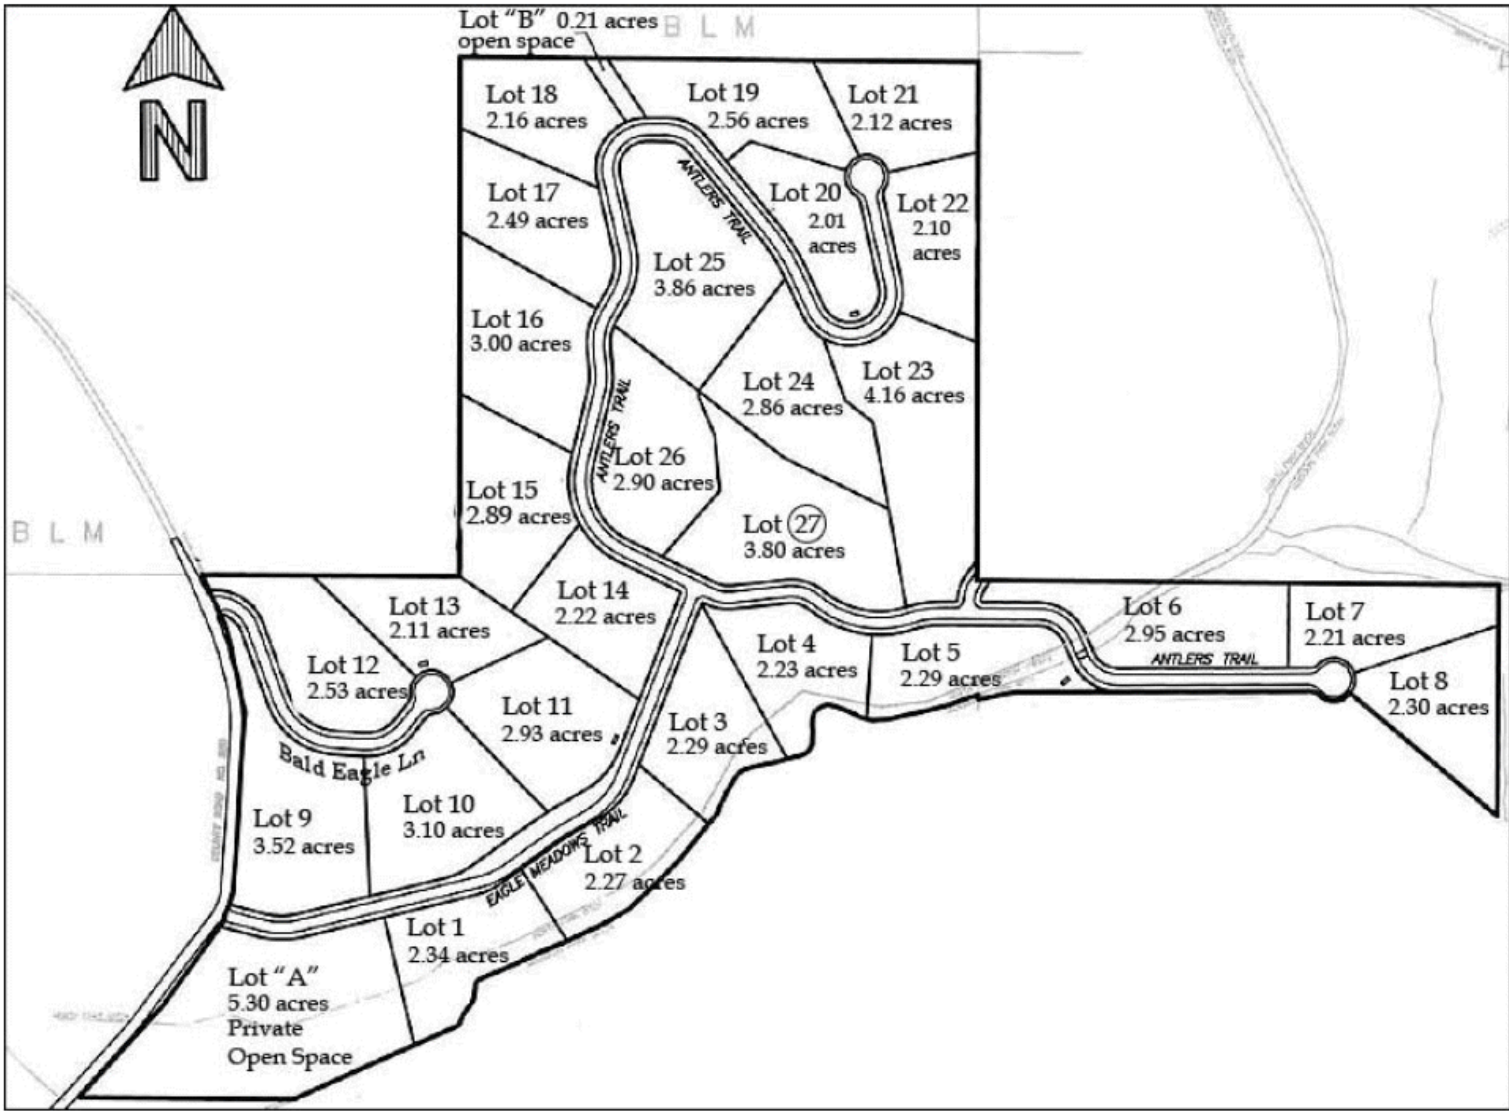 Lot "B" 0.21 acres
open space
B L M
N
Lot 18
2.16 acres
Lot 19
2.56 acres
Lot 21
2.12 acres
Lot 17
2.49 acres
ANTLERS TRAIL
Lot 20
2.01
acres
Lot 22
2.10
acres
Lot 25
3.86 acres
Lot 16
3.00 acres
Lot 24
2.86 acres
Lot 23
4.16 acres
ANTLERS TRAIL
Lot 26
2.90 acres
Lot 15
2.89 acres
Lot 27
3.80 acres
B L M
Lot 14
2.22 acres
Lot 13
2.11 acres
Lot 12
2.53 acres
Lot 6
2.95 acres
Lot 7
2.21 acres
Lot 4
2.23 acres
Lot 5
2.29 acres
ANTLERS TRAIL
Lot 8
2.30 acres
Lot 11
2.93 acres
Lot 3
2.29 acres
Bald Eagle Ln
Lot 10
3.10 acres
Lot 9
3.52 acres
EAGLE MEADOWS TRAIL
Lot 2
2.27 acres
Lot 1
2.34 acres
Lot "A"
5.30 acres
Private
Open Space